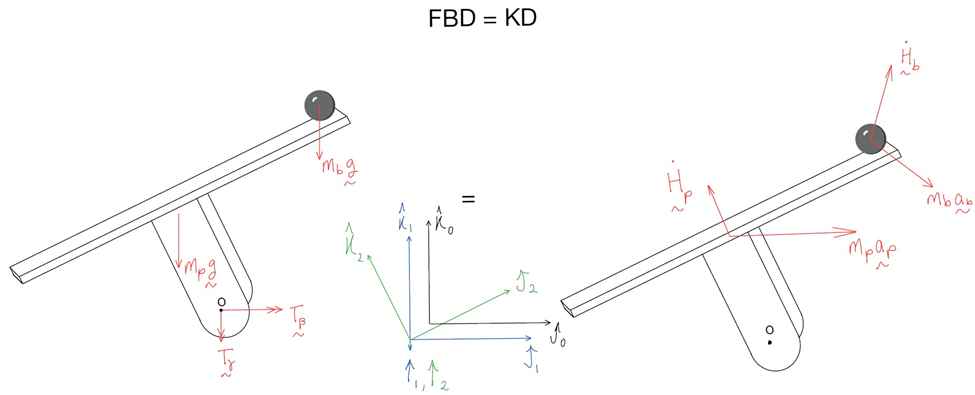 FBD = KD
Ḣ_b
m_b g
Ḣ_p
=
m_b a_b
k̂_1
k̂_0
k̂_2
m_p a_p
m_p g
ĵ_2
O
T_β
O
ĵ_0
T_γ
î_1, î_2
ĵ_1